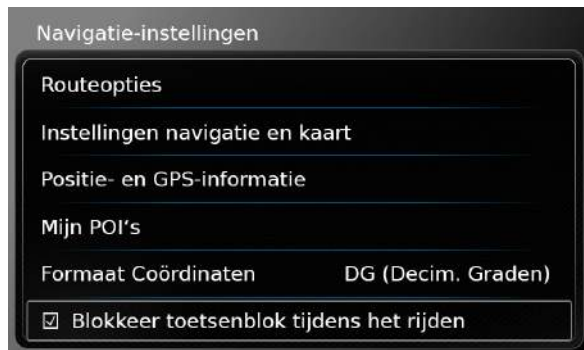 Navigatie-instellingen
Routeopties
Instellingen navigatie en kaart
Positie- en GPS-informatie
Mijn POI‘s
Formaat Coördinaten DG (Decim. Graden)
☑ Blokkeer toetsenblok tijdens het rijden